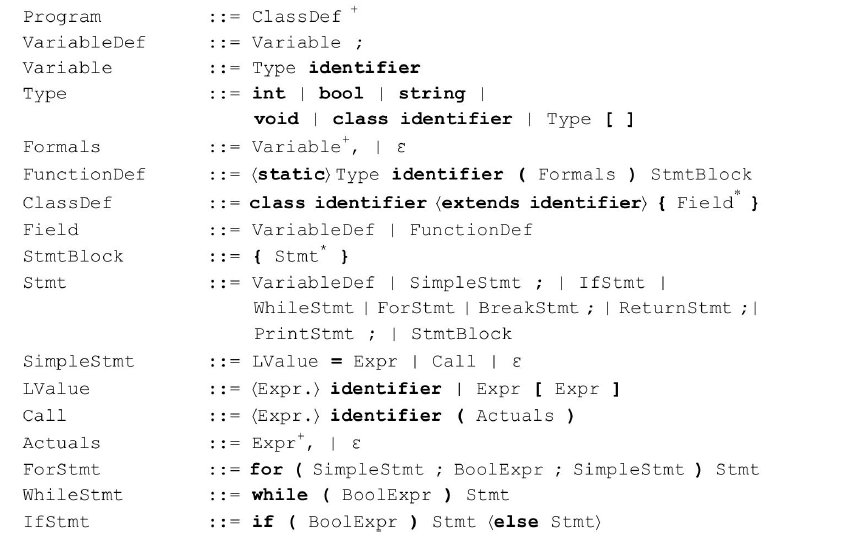 Program ::= ClassDef +
VariableDef ::= Variable ;
Variable ::= Type identifier
Type ::= int | bool | string |
void | class identifier | Type [ ]
Formals ::= Variable+, | ε
FunctionDef ::= ⟨static⟩ Type identifier ( Formals ) StmtBlock
ClassDef ::= class identifier ⟨extends identifier⟩ { Field* }
Field ::= VariableDef | FunctionDef
StmtBlock ::= { Stmt* }
Stmt ::= VariableDef | SimpleStmt ; | IfStmt |
WhileStmt | ForStmt | BreakStmt ; | ReturnStmt ; |
PrintStmt ; | StmtBlock
SimpleStmt ::= LValue = Expr | Call | ε
LValue ::= ⟨Expr.⟩ identifier | Expr [ Expr ]
Call ::= ⟨Expr.⟩ identifier ( Actuals )
Actuals ::= Expr+, | ε
ForStmt ::= for ( SimpleStmt ; BoolExpr ; SimpleStmt ) Stmt
WhileStmt ::= while ( BoolExpr ) Stmt
IfStmt ::= if ( BoolExpr ) Stmt ⟨else Stmt⟩